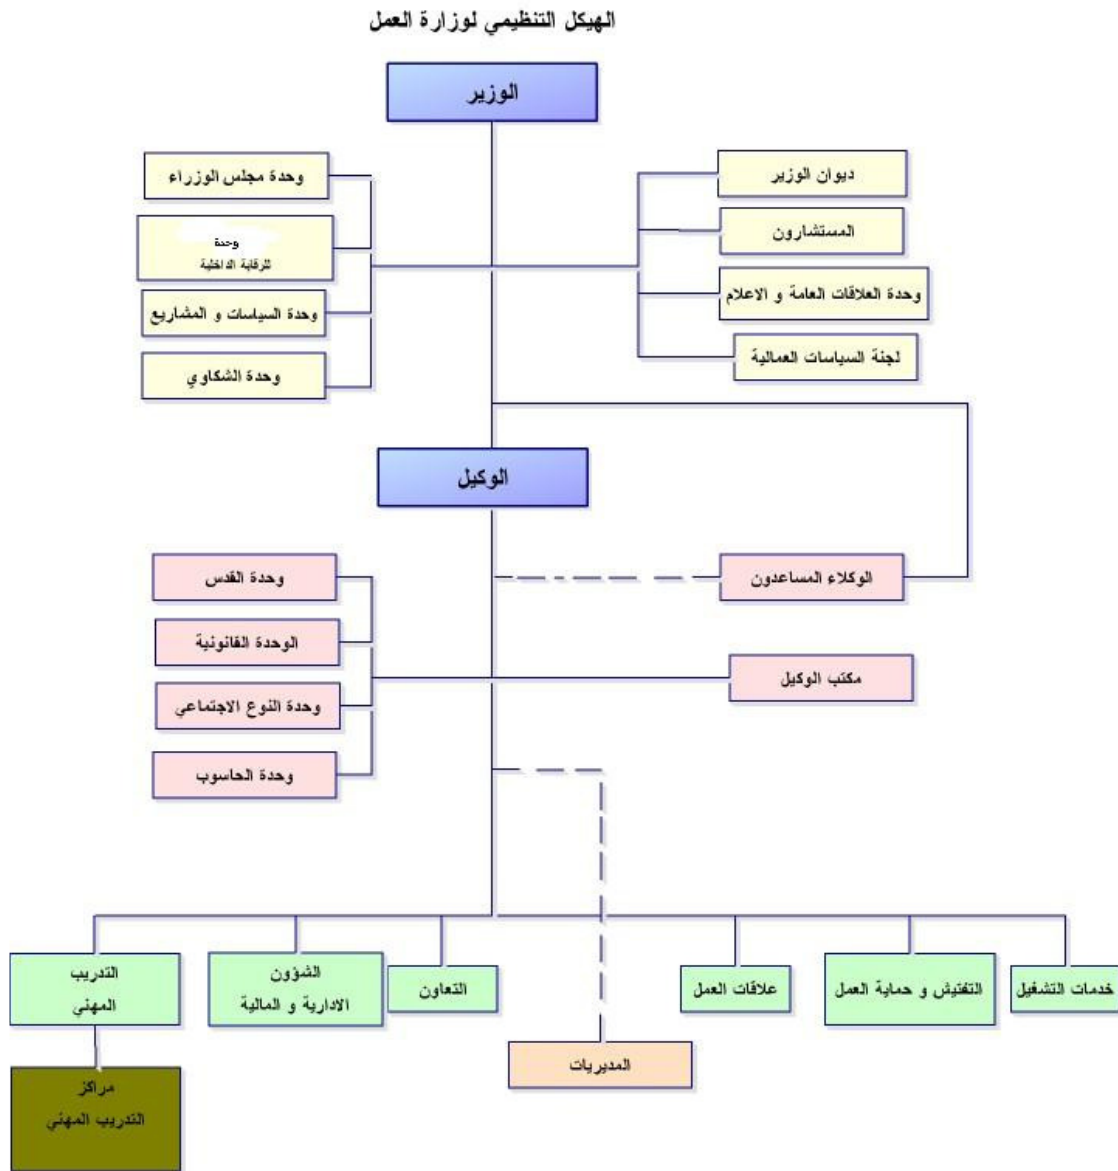 الهيكل التنظيمي لوزارة العمل
الوزير
ديوان الوزير
وحدة مجلس الوزراء
المستشارون
وحدة
للرقابة الداخلية
وحدة العلاقات العامة و الاعلام
وحدة السياسات و المشاريع
لجنة السياسات العمالية
وحدة الشكاوي
الوكيل
الوكلاء المساعدون
وحدة القدس
الوحدة القانونية
مكتب الوكيل
وحدة النوع الاجتماعي
وحدة الحاسوب
خدمات التشغيل
التفتيش و حماية العمل
علاقات العمل
التعاون
الشؤون
الادارية و المالية
التدريب
المهني
المديريات
مراكز
التدريب المهني